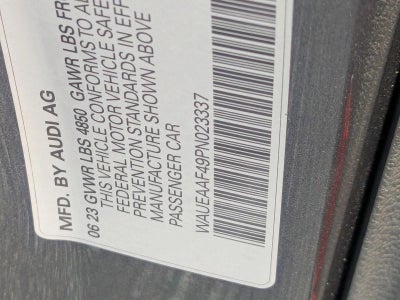 MFD. BY AUDI AG
06 23 GVWR LBS 4850 GAWR LBS FR
THIS VEHICLE CONFORMS TO AL
FEDERAL MOTOR VEHICLE SAFE
PREVENTION STANDARDS IN EFF
MANUFACTURE SHOWN ABOVE
PASSENGER CAR
WAUEAAF49PN023337